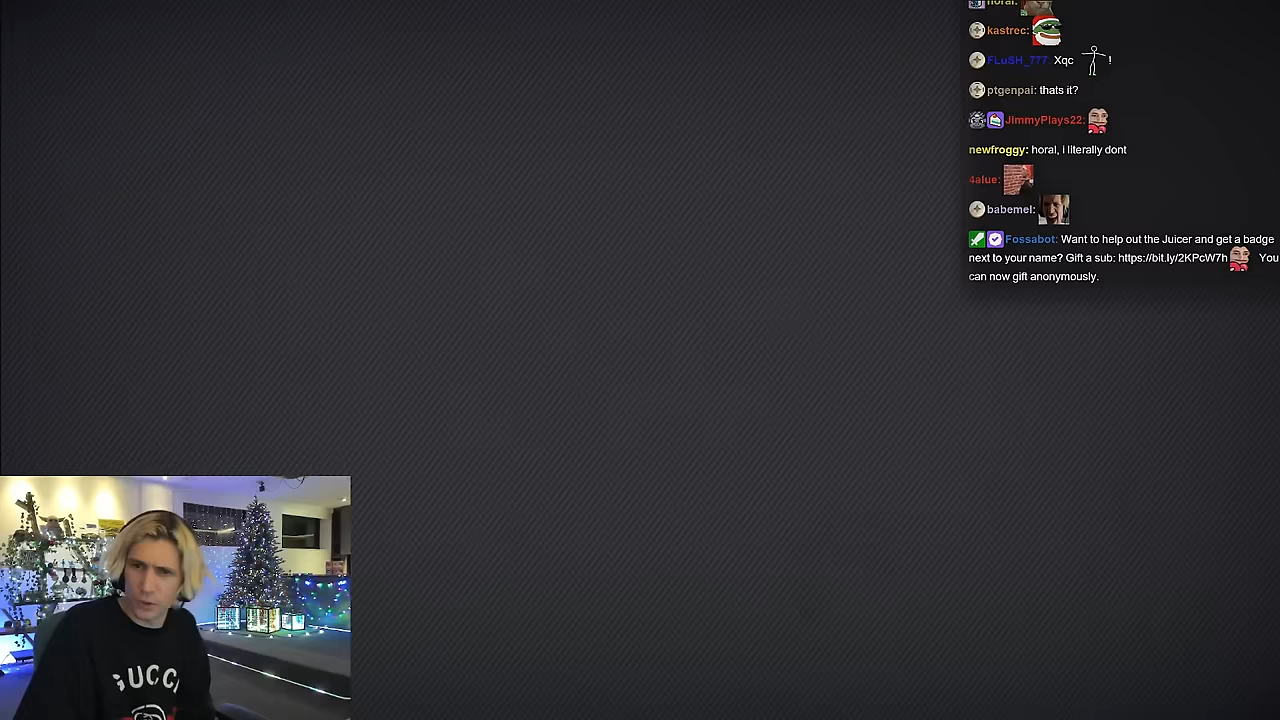 horal:
kastrec:
FLuSH_777: Xqc !
ptgenpai: thats it?
JimmyPlays22:
newfroggy: horal, i literally dont
4alue:
babemel:
Fossabot: Want to help out the Juicer and get a badge
next to your name? Gift a sub: https://bit.ly/2KPcW7h You
can now gift anonymously.
GUCCI